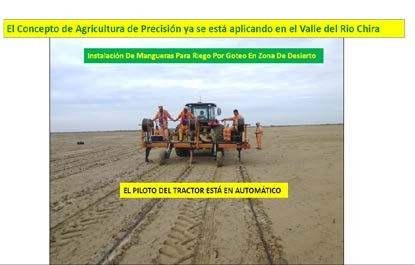 El Concepto de Agricultura de Precisión ya se está aplicando en el Valle del Rio Chira
Instalación De Mangueras Para Riego Por Goteo En Zona De Desierto
EL PILOTO DEL TRACTOR ESTÁ EN AUTOMÁTICO